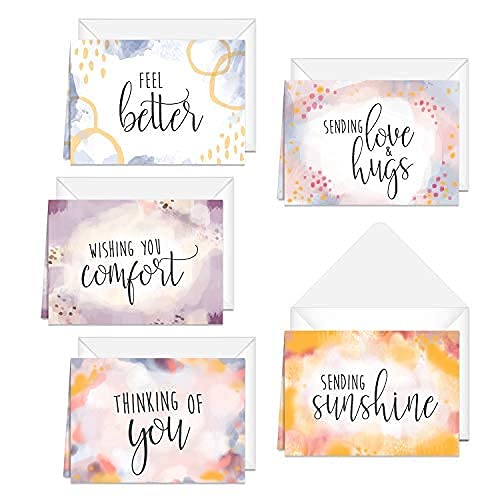 FEEL
better
SENDING love
&
hugs
WISHING YOU
comfort
THINKING OF
you
SENDING
sunshine